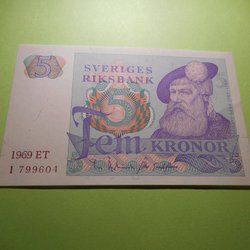 5
SVERIGES
RIKSBANK
5
Fem KRONOR
1969 ET
I 799604